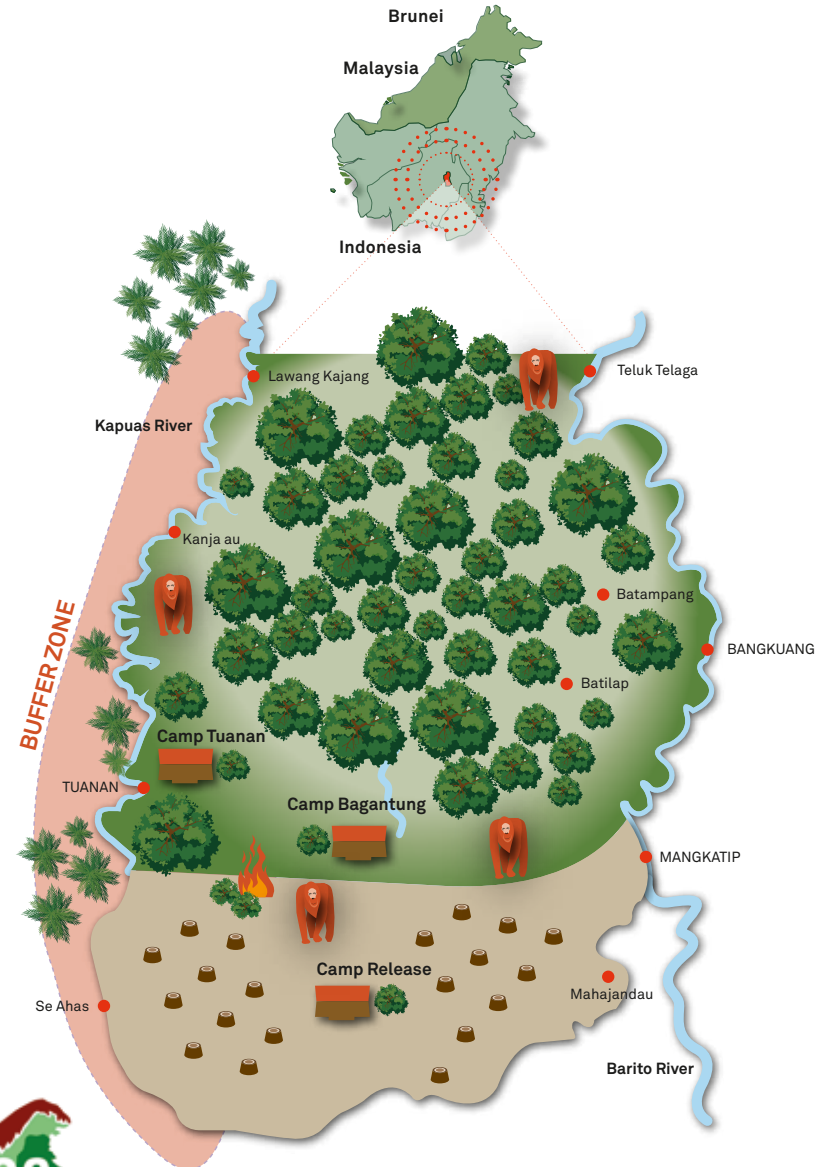 Brunei
Malaysia
Indonesia
Lawang Kajang
Teluk Telaga
Kapuas River
Kanja au
Batampang
BUFFER ZONE
BANGKUANG
Batilap
Camp Tuanan
TUANAN
Camp Bagantung
MANGKATIP
Camp Release
Mahajandau
Se Ahas
Barito River